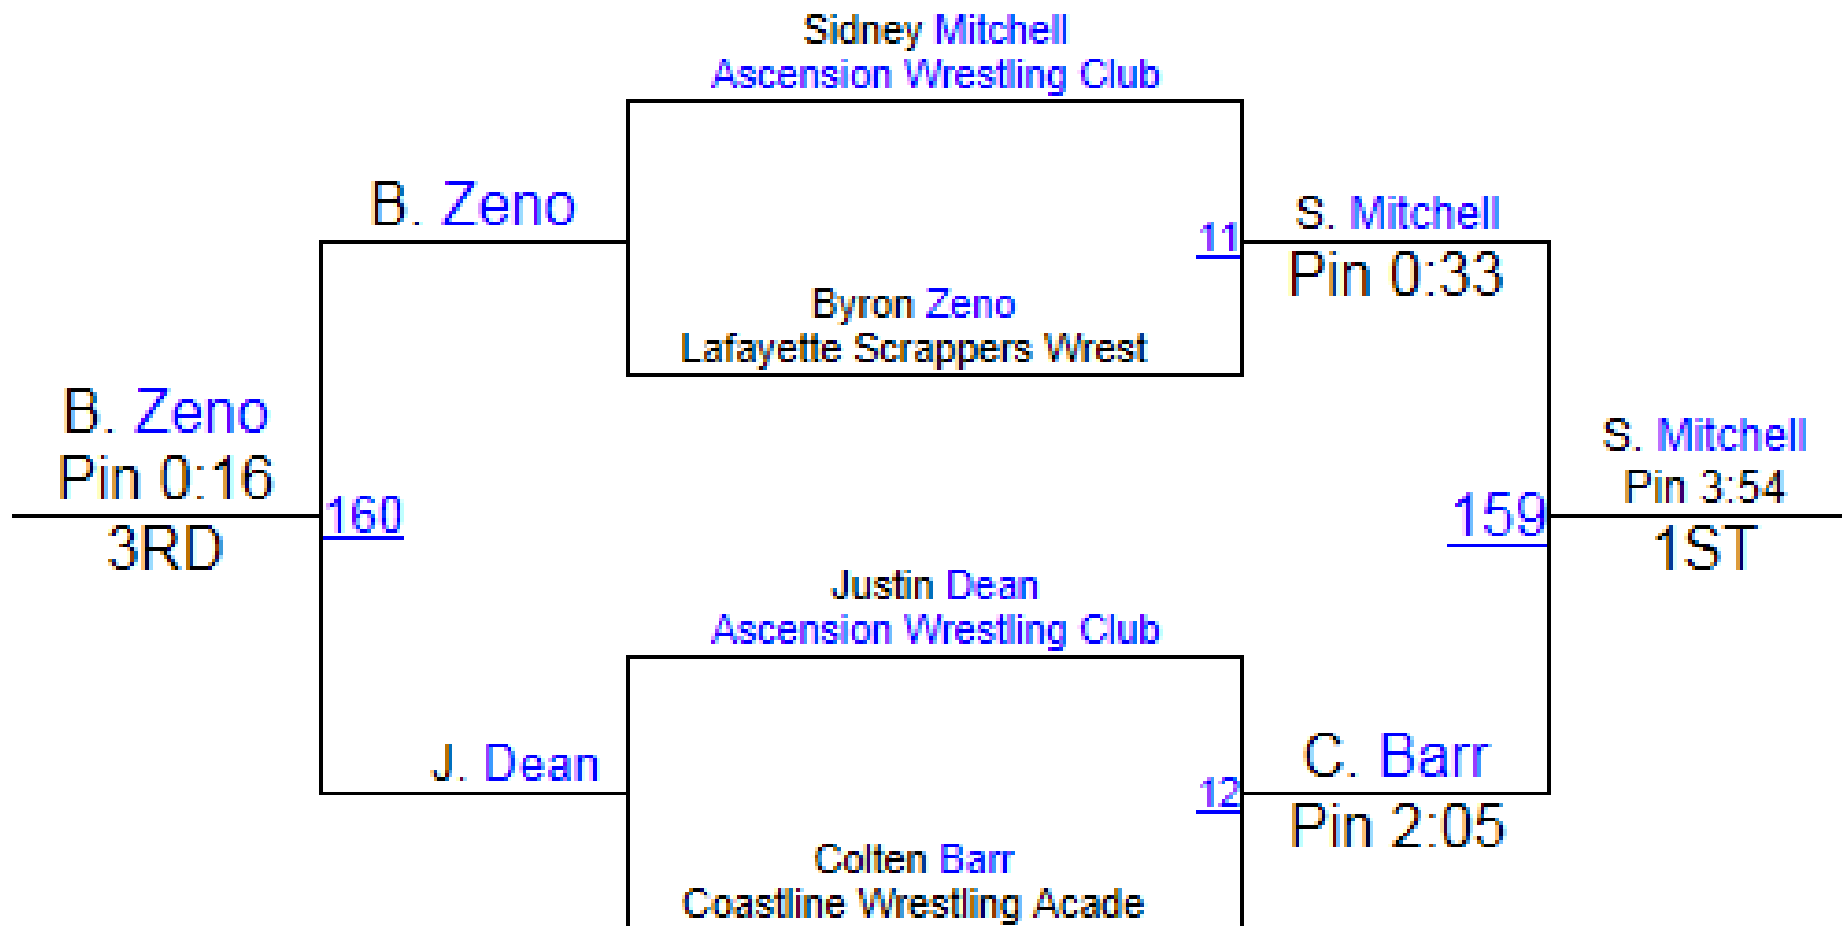 Sidney Mitchell
Ascension Wrestling Club
B. Zeno
11
S. Mitchell
Pin 0:33
Byron Zeno
Lafayette Scrappers Wrest
B. Zeno
Pin 0:16
3RD
160
159
S. Mitchell
Pin 3:54
1ST
Justin Dean
Ascension Wrestling Club
J. Dean
12
C. Barr
Pin 2:05
Colten Barr
Coastline Wrestling Acade